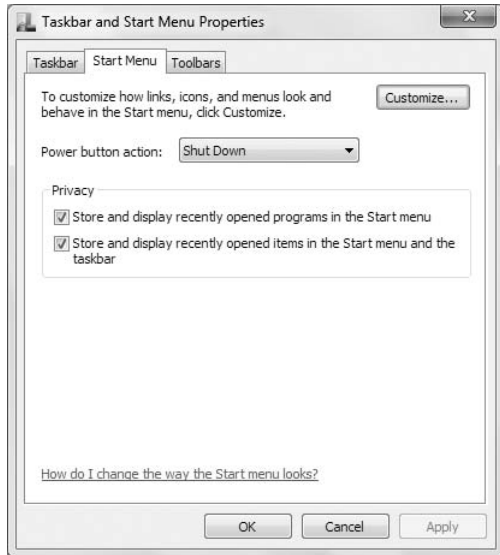 Taskbar and Start Menu Properties
Taskbar
Start Menu
Toolbars
To customize how links, icons, and menus look and
behave in the Start menu, click Customize.
Customize...
Power button action:
Shut Down
Privacy
Store and display recently opened programs in the Start menu
Store and display recently opened items in the Start menu and the
taskbar
How do I change the way the Start menu looks?
OK
Cancel
Apply